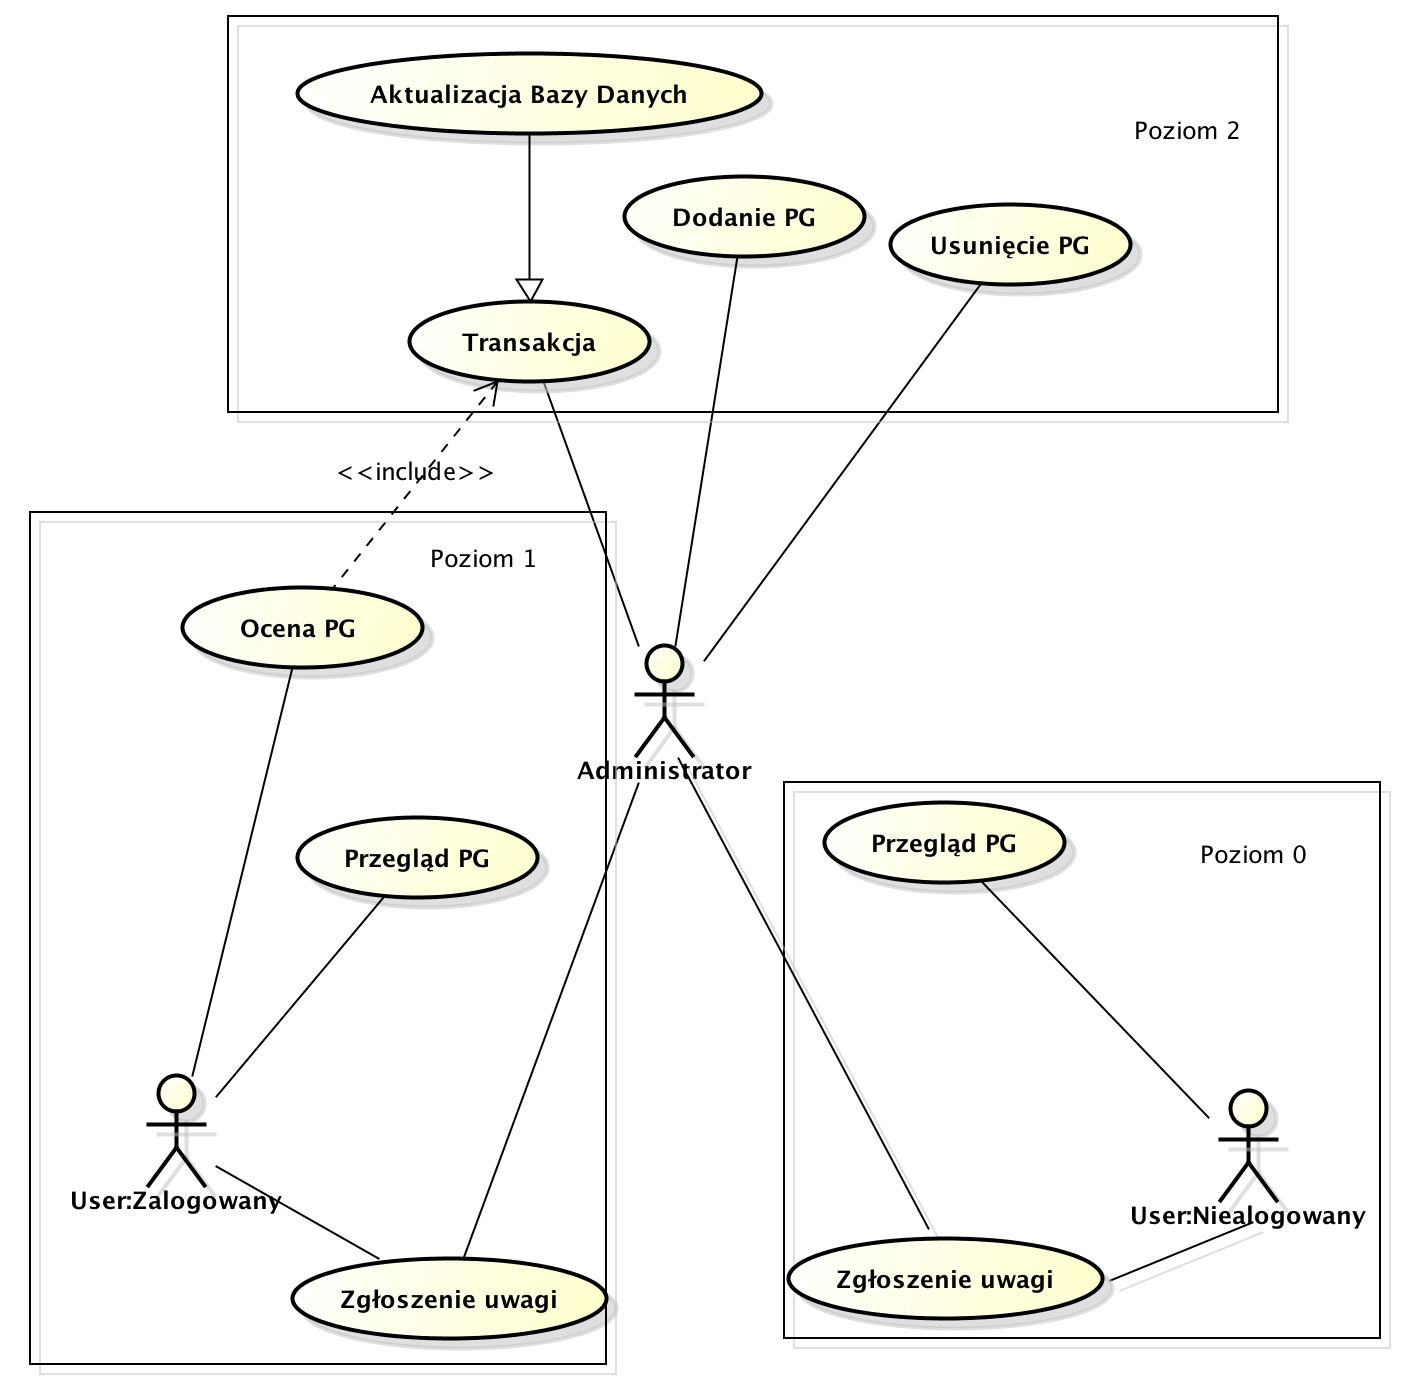 Aktualizacja Bazy Danych
Poziom 2
Dodanie PG
Usunięcie PG
Transakcja
<<include>>
Poziom 1
Ocena PG
Administrator
Przegląd PG
Przegląd PG
Poziom 0
User:Zalogowany
User:Niealogowany
Zgłoszenie uwagi
Zgłoszenie uwagi